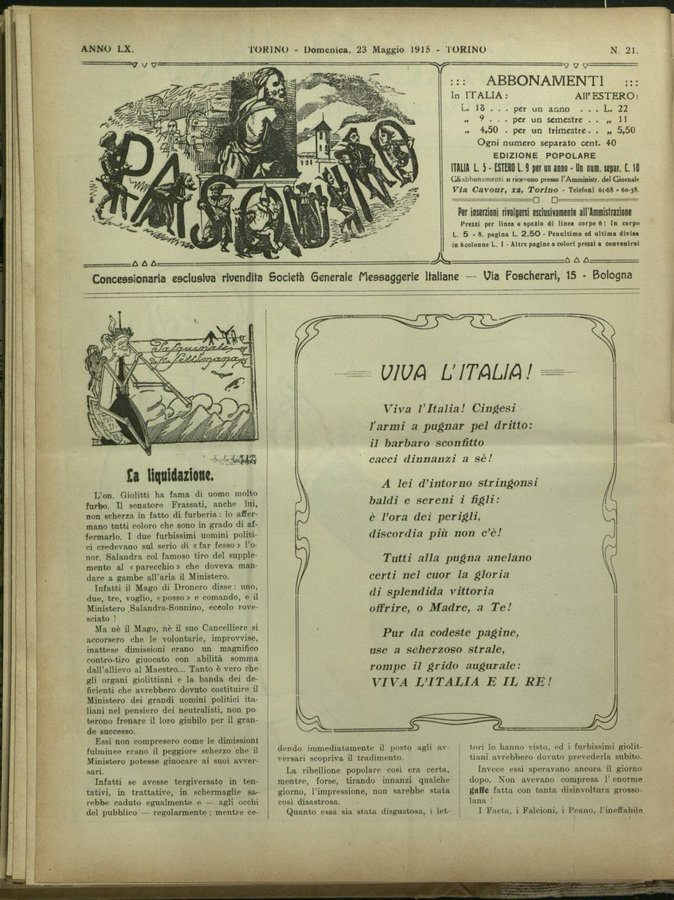 ANNO LX.
TORINO - Domenica, 23 Maggio 1915 - TORINO
N. 21.
PASQUINO
::: ABBONAMENTI :::
In ITALIA: All'ESTERO:
L. 18 ... per un anno ... L. 22
„ 9 ... per un semestre .. „ 11
„ 4,50 . per un trimestre. . „ 5,50
Ogni numero separato cent. 40
EDIZIONE POPOLARE
ITALIA L. 5 - ESTERO L. 9 per un anno - Un num. separ. C. 10
Gli abbonamenti si ricevono presso l'Amministr. del Giornale
Via Cavour, 12, Torino - Telefoni 61-68 - 60-38.
Per inserzioni rivolgersi esclusivamente all'Ammistrazione
Prezzi per linea o spazio di linea corpo 6: In corpo
L. 5 - 8. pagina L. 2,50 - Penultima ed ultima divisa
in 6 colonne L. 1 - Altre pagine a colori prezzi a convenirsi
Concessionaria esclusiva rivendita Società Generale Messaggerie Italiane — Via Foscherari, 15 - Bologna
Pasquinate
della Settimana
La liquidazione.
L'on. Giolitti ha fama di uomo molto
furbo. Il senatore Frassati, anche lui,
non scherza in fatto di furberia: lo affer-
mano tutti coloro che sono in grado di af-
fermarlo. I due furbissimi uomini politi-
ci credevano sul serio di «far fesso» l'o-
nor. Salandra col famoso tiro del supple-
mento al «parecchio» che doveva man-
dare a gambe all'aria il Ministero.
Infatti il Mago di Dronero disse: uno,
due, tre, voglio, «posso» e comando, e il
Ministero Salandra-Sonnino, eccolo rove-
sciato!
Ma nè il Mago, nè il suo Cancelliere si
accorsero che le volontarie, improvvise,
inattese dimissioni erano un magnifico
contro-tiro giuocato con abilità somma
dall'allievo al Maestro... Tanto è vero che
gli organi giolittiani e la banda dei de-
ficienti che avrebbero dovuto costituire il
Ministero dei grandi uomini politici ita-
liani nel pensiero dei neutralisti, non po-
terono frenare il loro giubilo per il gran-
de successo.
Essi non compresero come le dimissioni
fulminee erano il peggiore scherzo che il
Ministero potesse giuocare ai suoi avver-
sari.
Infatti se avesse tergiversato in ten-
tativi, in trattative, in schermaglie sa-
rebbe caduto egualmente e — agli occhi
del pubblico — regolarmente; mentre ce-
VIVA L'ITALIA!
Viva l'Italia! Cingesi
l'armi a pugnar pel dritto:
il barbaro sconfitto
cacci dinnanzi a sè!
A lei d'intorno stringonsi
baldi e sereni i figli:
è l'ora dei perigli,
discordia più non c'è!
Tutti alla pugna anelano
certi nel cuor la gloria
di splendida vittoria
offrire, o Madre, a Te!
Pur da codeste pagine,
use a scherzoso strale,
rompe il grido augurale:
VIVA L'ITALIA E IL RE!
dendo immediatamente il posto agli av-
versari scopriva il tradimento.
La ribellione popolare così era certa,
mentre, forse, tirando innanzi qualche
giorno, l'impressione, non sarebbe stata
così disastrosa.
Quanto essa sia stata disgustosa, i let-
tori lo hanno visto, ed i furbissimi giolit-
tiani avrebbero dovuto prevederla subito.
Invece essi speravano ancora il giorno
dopo. Non avevano compresa l'enorme
gaffe fatta con tanta disinvoltura grosso-
lana!
I Facta, i Falcioni, i Peano, l'ineffabile